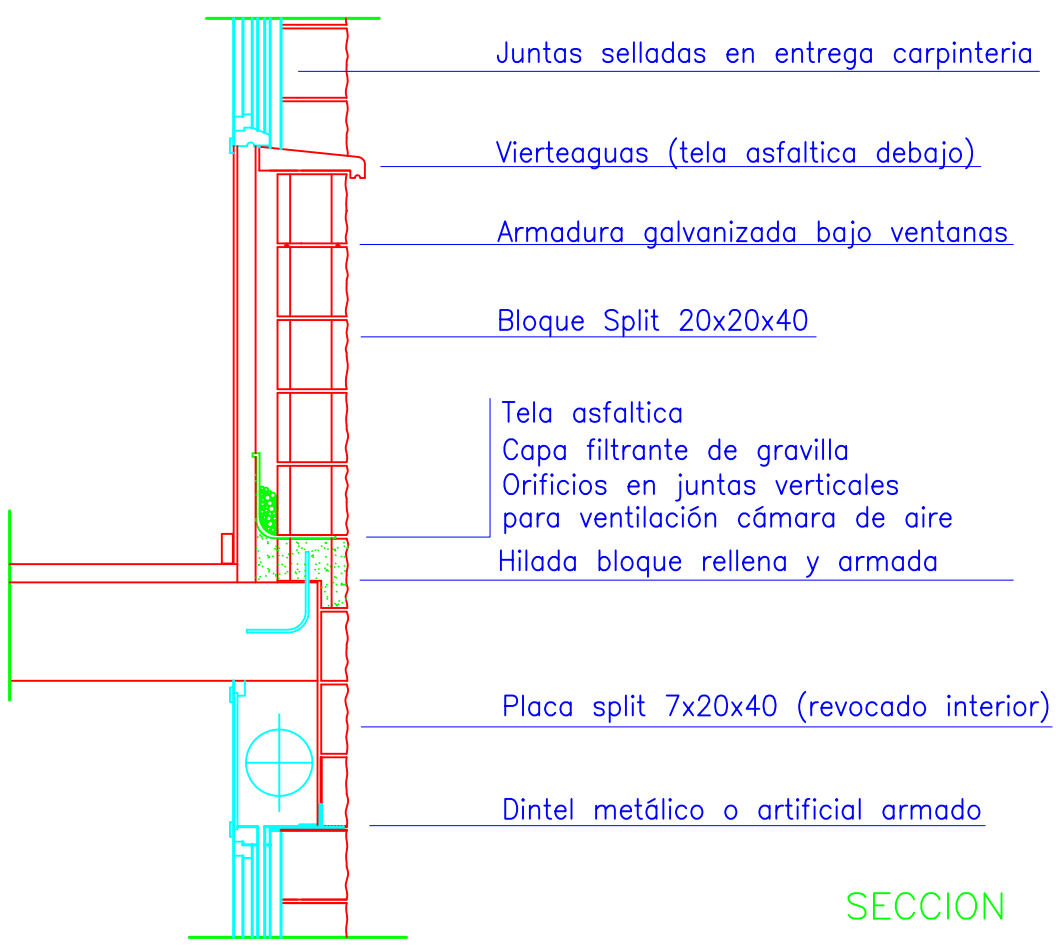 Juntas selladas en entrega carpinteria
Vierteaguas (tela asfaltica debajo)
Armadura galvanizada bajo ventanas
Bloque Split 20x20x40
Tela asfaltica
Capa filtrante de gravilla
Orificios en juntas verticales
para ventilación cámara de aire
Hilada bloque rellena y armada
Placa split 7x20x40 (revocado interior)
Dintel metálico o artificial armado
SECCION